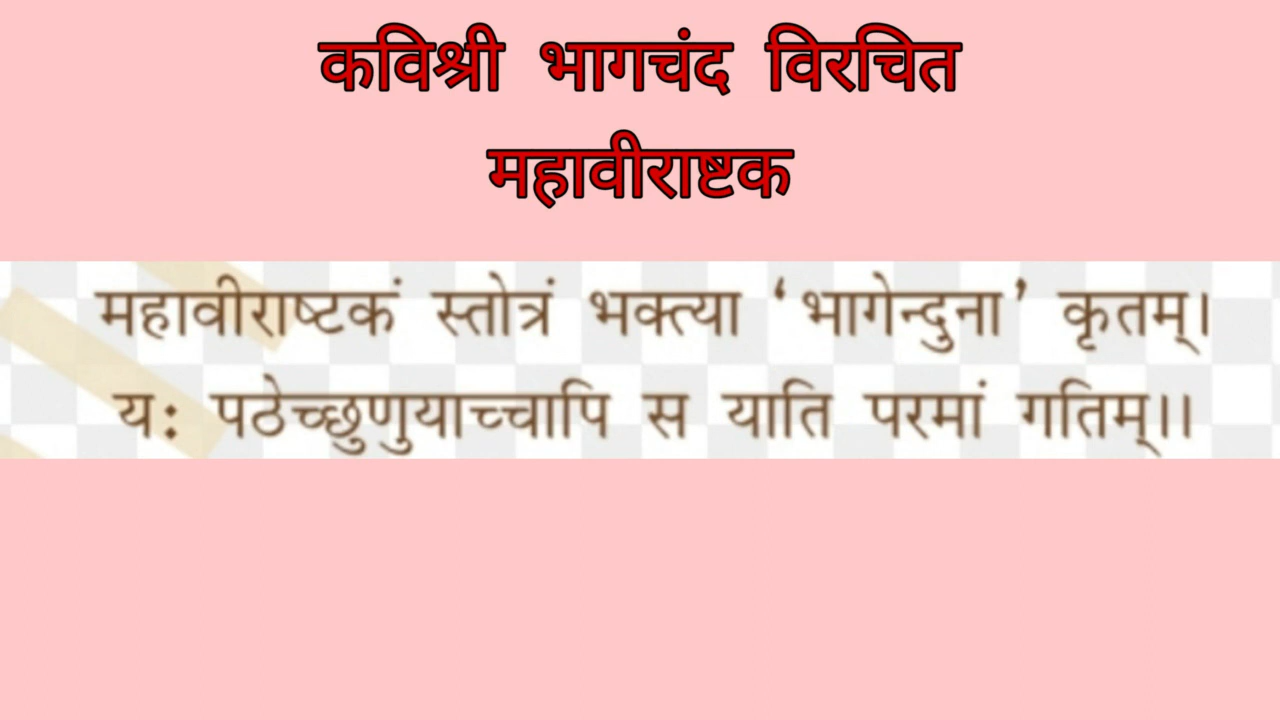 कविश्री भागचंद विरचित
महावीराष्टक
महावीराष्टकं स्तोत्रं भक्त्या ‘भागेन्दुना’ कृतम्।
यः पठेच्छुणुयाच्चापि स याति परमां गतिम्।।